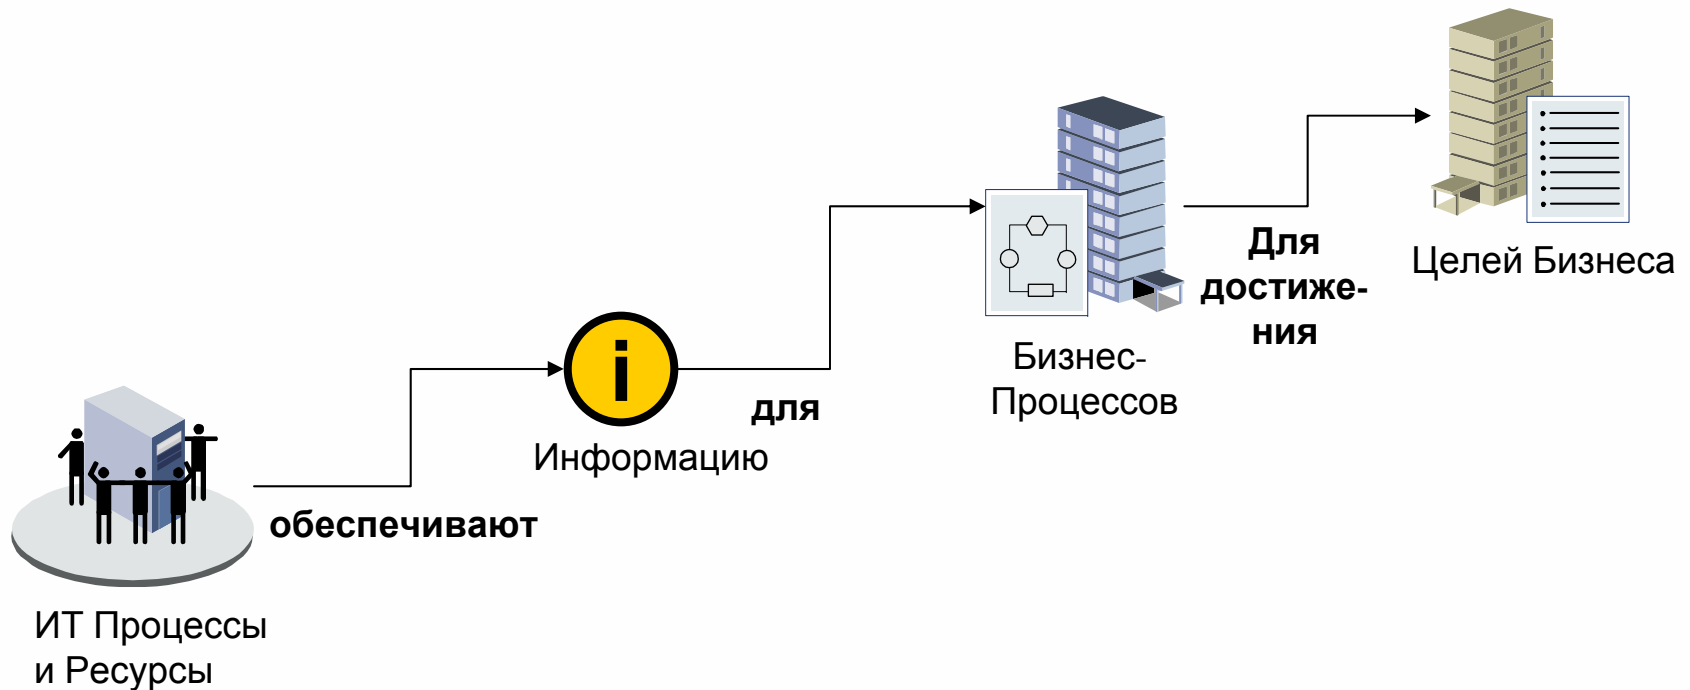 ИТ Процессы
и Ресурсы
обеспечивают
i
Информацию
для
Бизнес-
Процессов
Для
достиже-
ния
Целей Бизнеса